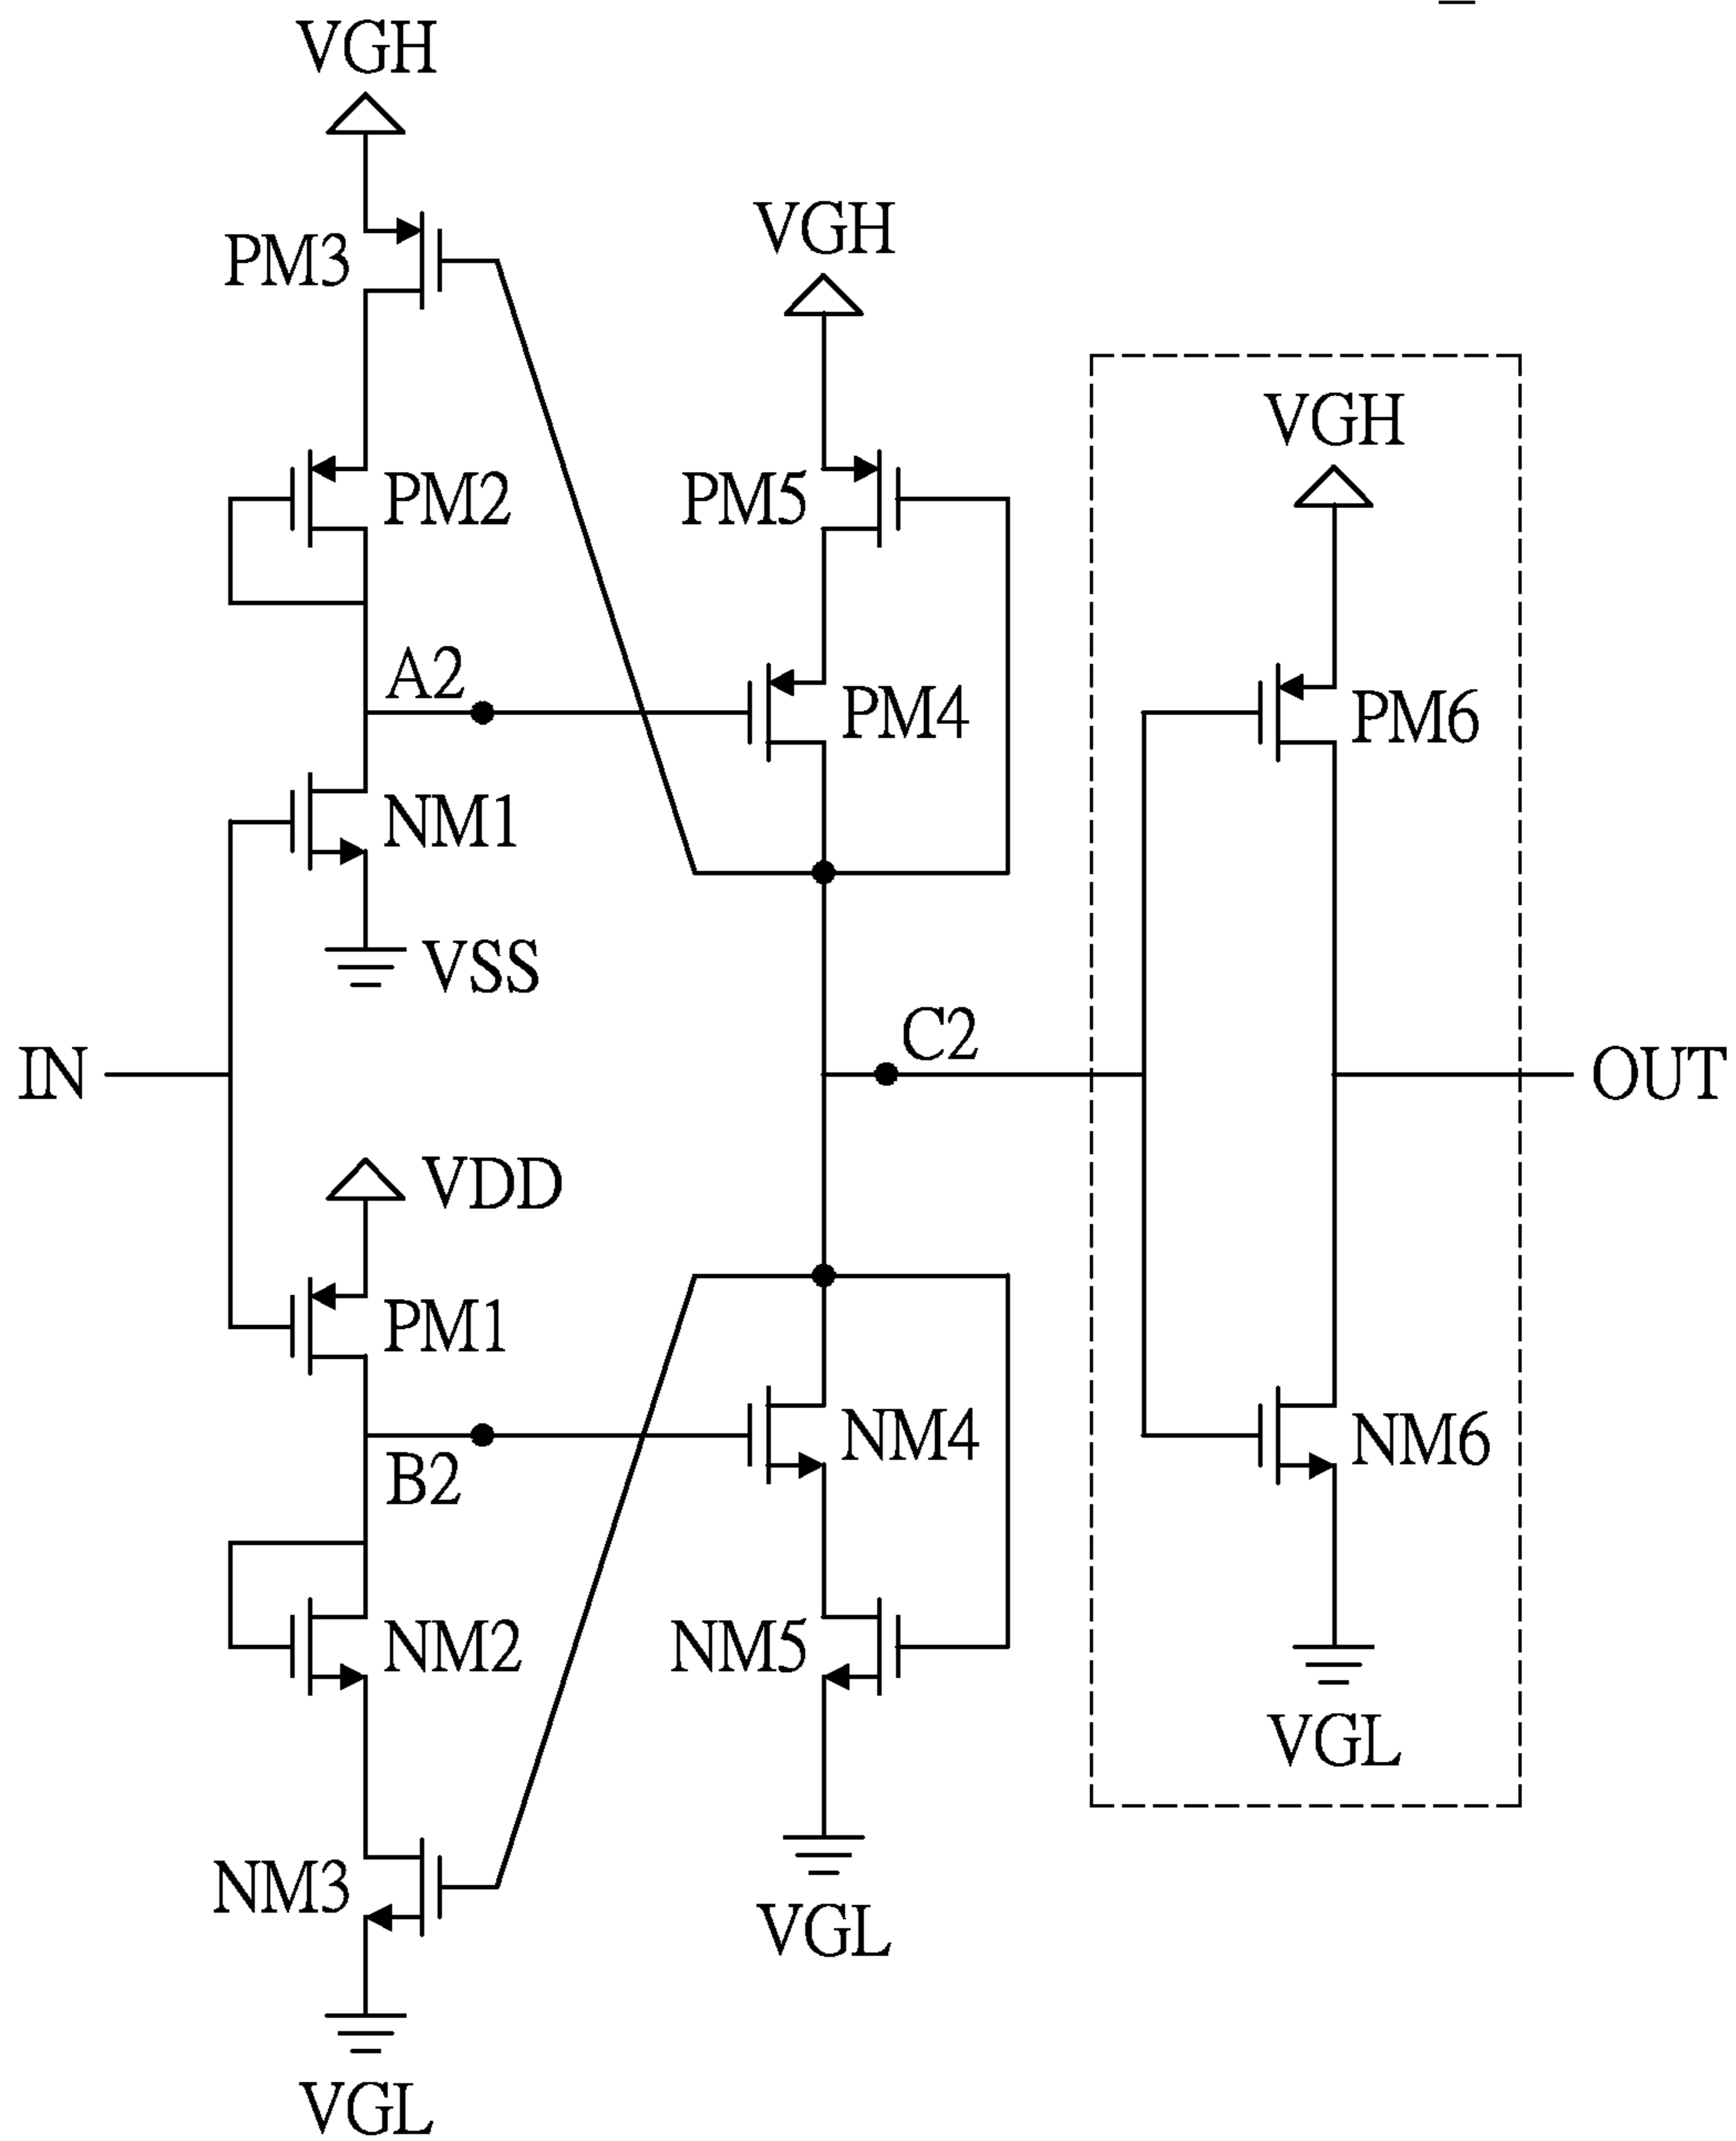 VGH
PM3
VGH
VGH
PM2
PM5
A2
PM4
PM6
NM1
VSS
C2
IN
OUT
VDD
PM1
B2
NM4
NM6
NM2
NM5
VGL
NM3
VGL
VGL